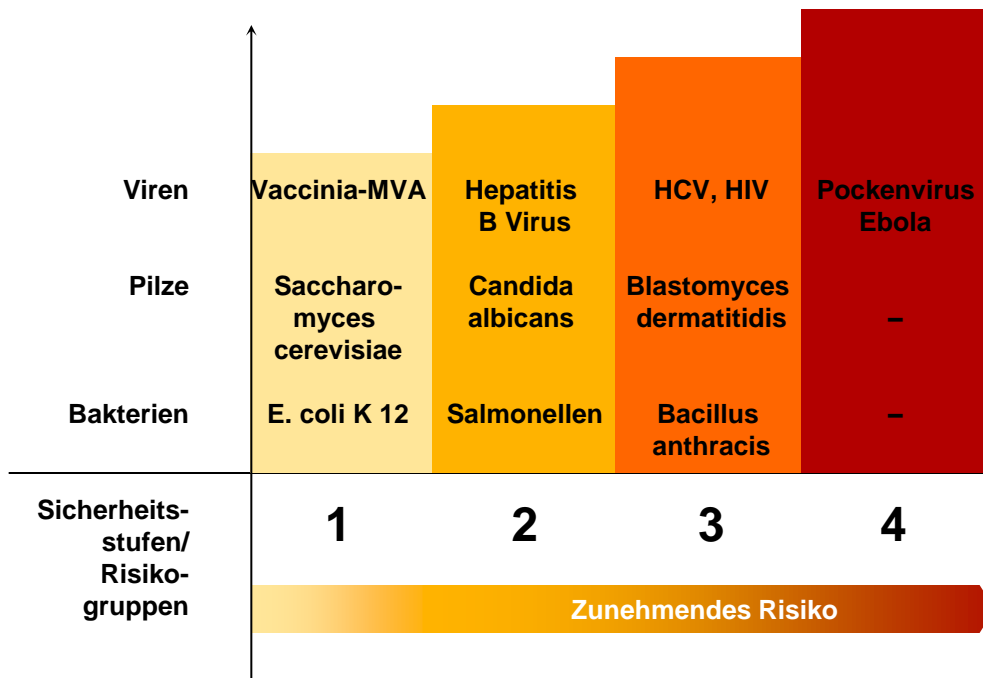 Viren
Vaccinia-MVA
Hepatitis
B Virus
HCV, HIV
Pockenvirus
Ebola
Pilze
Saccharo-
myces
cerevisiae
Candida
albicans
Blastomyces
dermatitidis
–
Bakterien
E. coli K 12
Salmonellen
Bacillus
anthracis
–
Sicherheits-
stufen/
Risiko-
gruppen
1
2
3
4
Zunehmendes Risiko